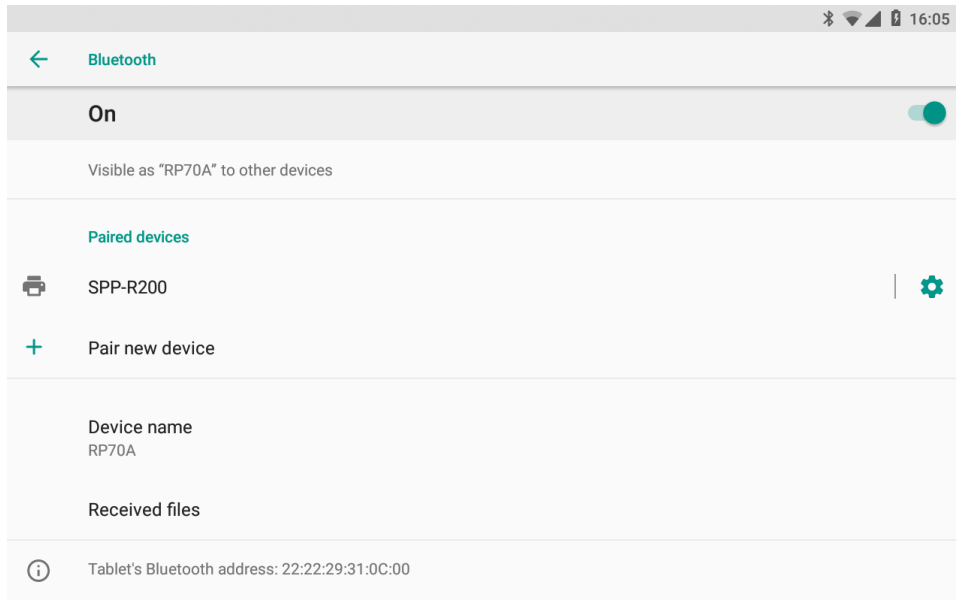 16:05
Bluetooth
On
Visible as “RP70A” to other devices
Paired devices
SPP-R200
Pair new device
Device name
RP70A
Received files
Tablet's Bluetooth address: 22:22:29:31:0C:00